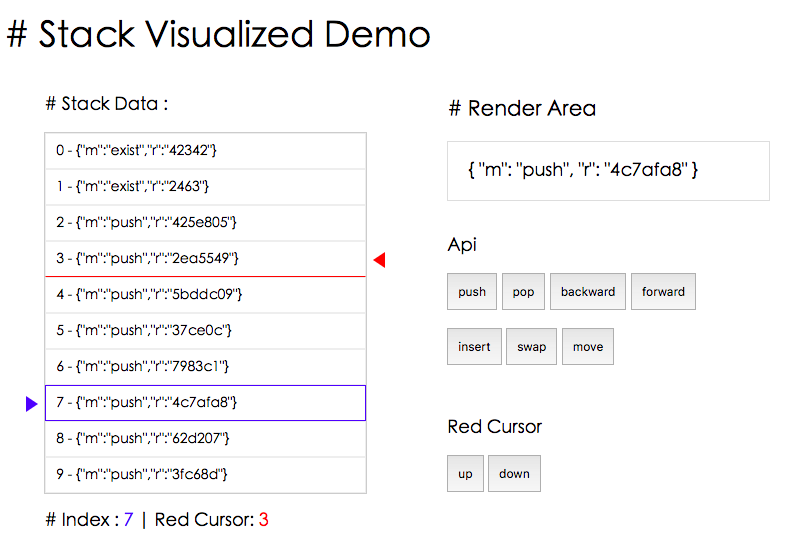 # Stack Visualized Demo
# Stack Data :
0 - {"m":"exist","r":"42342"}
1 - {"m":"exist","r":"2463"}
2 - {"m":"push","r":"425e805"}
3 - {"m":"push","r":"2ea5549"}
4 - {"m":"push","r":"5bddc09"}
5 - {"m":"push","r":"37ce0c"}
6 - {"m":"push","r":"7983c1"}
7 - {"m":"push","r":"4c7afa8"}
8 - {"m":"push","r":"62d207"}
9 - {"m":"push","r":"3fc68d"}
# Index : 7 | Red Cursor: 3
# Render Area
{ "m": "push", "r": "4c7afa8" }
Api
push pop backward forward
insert swap move
Red Cursor
up down